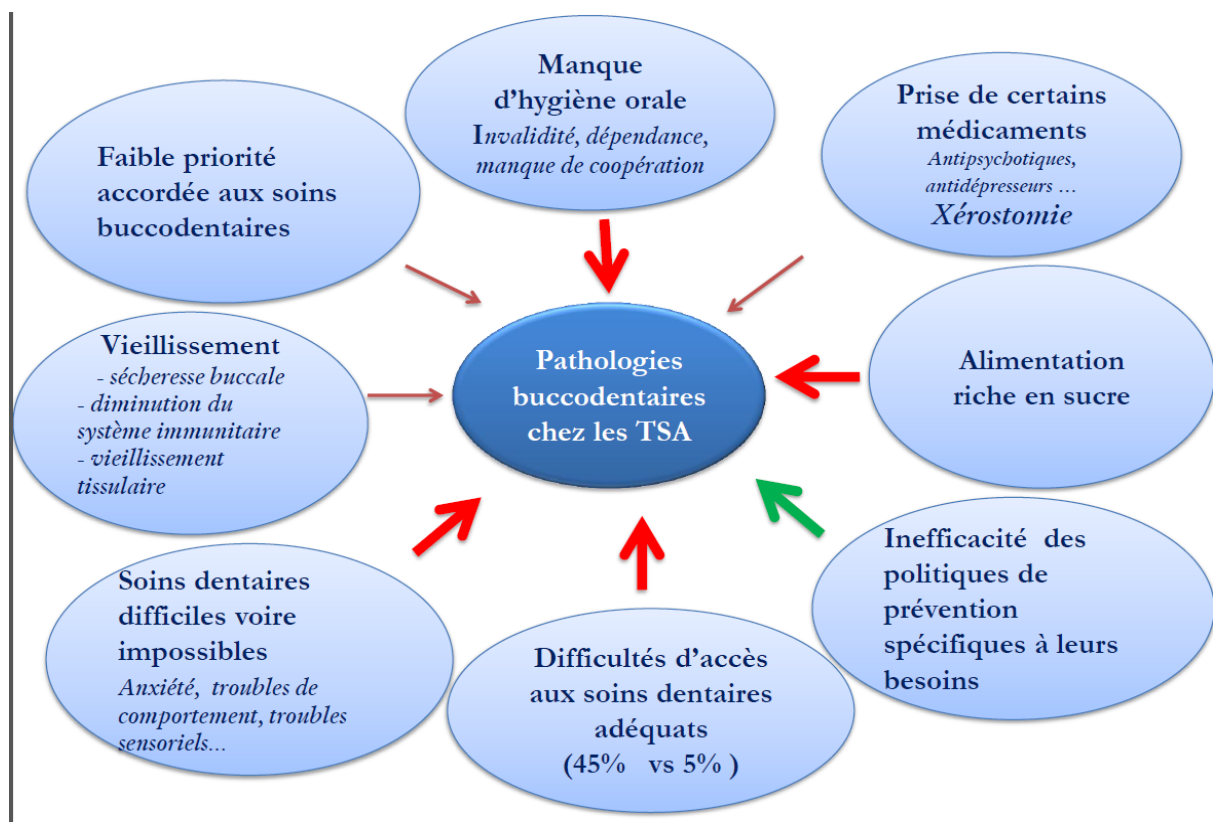 Manque
d'hygiène orale
Invalidité, dépendance,
manque de coopération
Prise de certains
médicaments
Antipsychotiques,
antidépresseurs ...
Xérostomie
Faible priorité
accordée aux soins
buccodentaires
Vieillissement
- sécheresse buccale
- diminution du
système immunitaire
- vieillissement
tissulaire
Pathologies
buccodentaires
chez les TSA
Alimentation
riche en sucre
Soins dentaires
difficiles voire
impossibles
Anxiété, troubles de
comportement, troubles
sensoriels...
Difficultés d'accès
aux soins dentaires
adéquats
(45% vs 5% )
Inefficacité des
politiques de
prévention
spécifiques à leurs
besoins